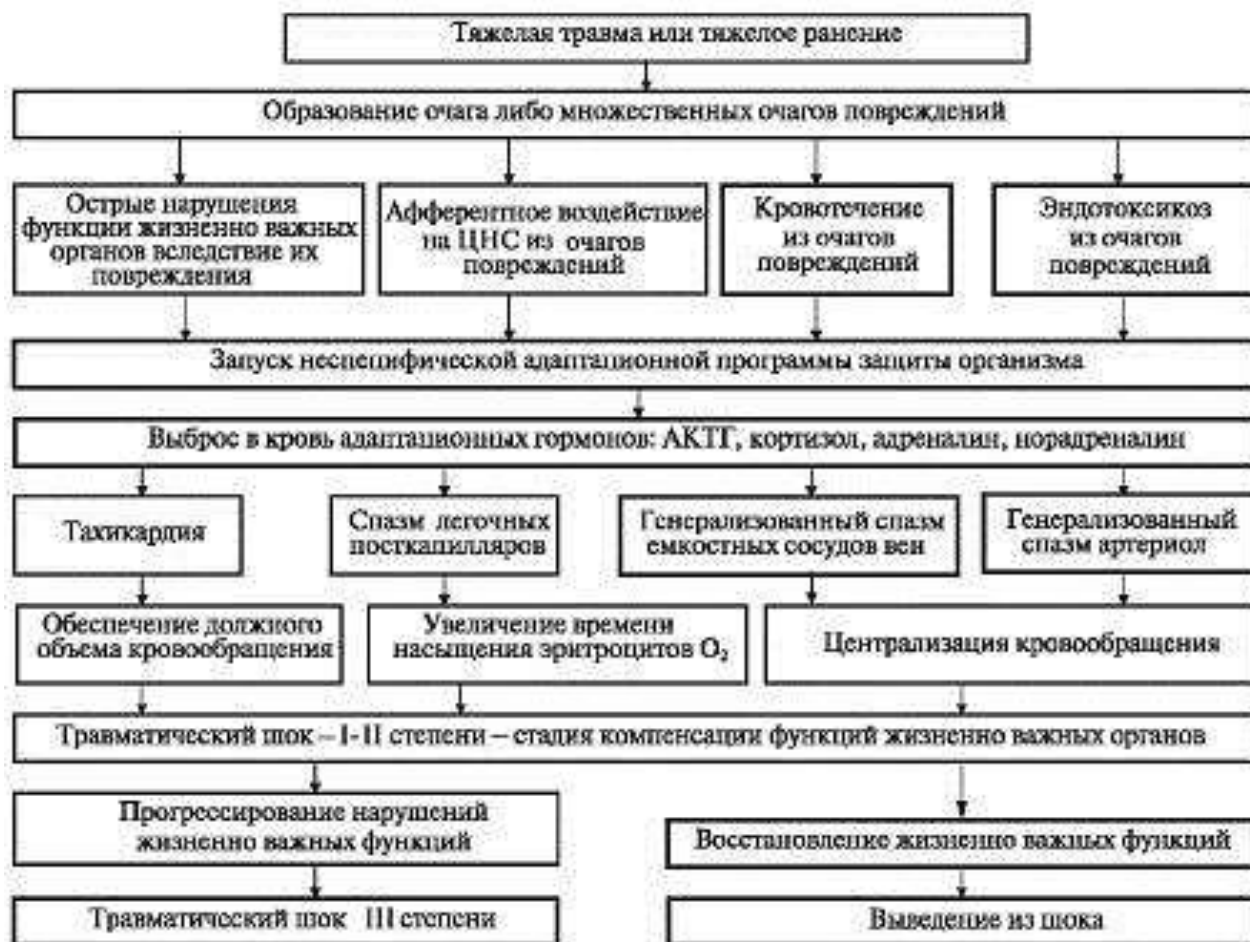 Тяжелая травма или тяжелое ранение
Образование очага либо множественных очагов повреждений
Острые нарушения
функции жизненно важных
органов вследствие их
повреждения
Афферентное воздействие
на ЦНС из очагов
повреждений
Кровотечение
из очагов
повреждений
Эндотоксикоз
из очагов
повреждений
Запуск неспецифической адаптационной программы защиты организма
Выброс в кровь адаптационных гормонов: АКТГ, кортизол, адреналин, норадреналин
Тахикардия
Спазм легочных
посткапилляров
Генерализованный спазм
емкостных сосудов вен
Генерализованный
спазм артериол
Обеспечение должного
объема кровообращения
Увеличение времени
насыщения эритроцитов O₂
Централизация кровообращения
Травматический шок – I-II степени – стадия компенсации функций жизненно важных органов
Прогрессирование нарушений
жизненно важных функций
Восстановление жизненно важных функций
Травматический шок III степени
Выведение из шока